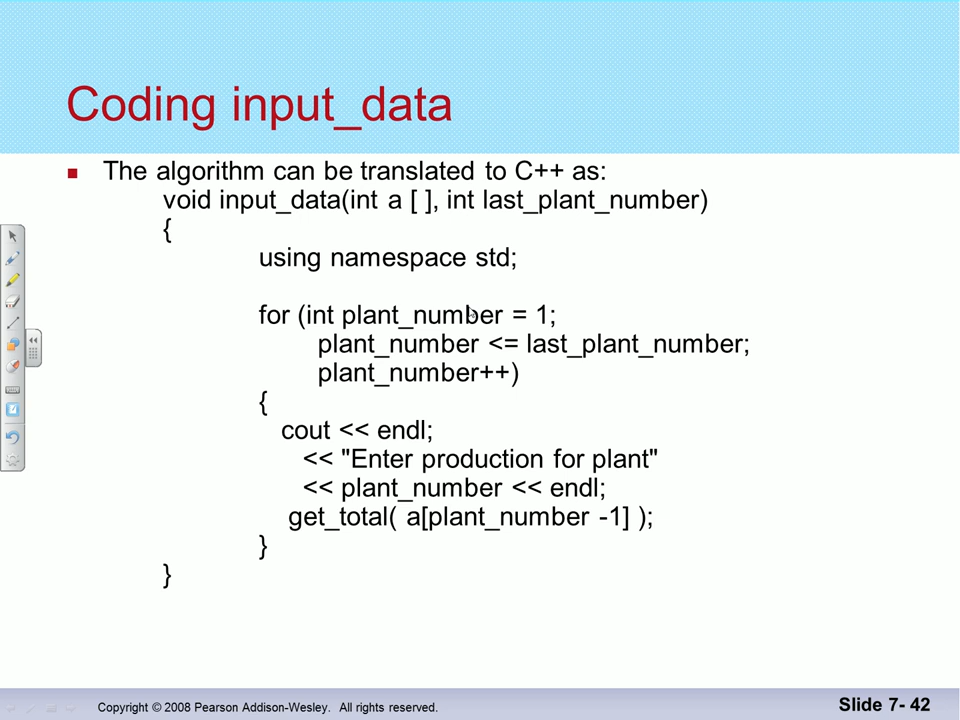 Coding input_data
The algorithm can be translated to C++ as:
void input_data(int a [ ], int last_plant_number)
{
using namespace std;
for (int plant_number = 1;
plant_number <= last_plant_number;
plant_number++)
{
cout << endl;
<< "Enter production for plant"
<< plant_number << endl;
get_total( a[plant_number -1] );
}
}
Copyright © 2008 Pearson Addison-Wesley. All rights reserved.
Slide 7- 42